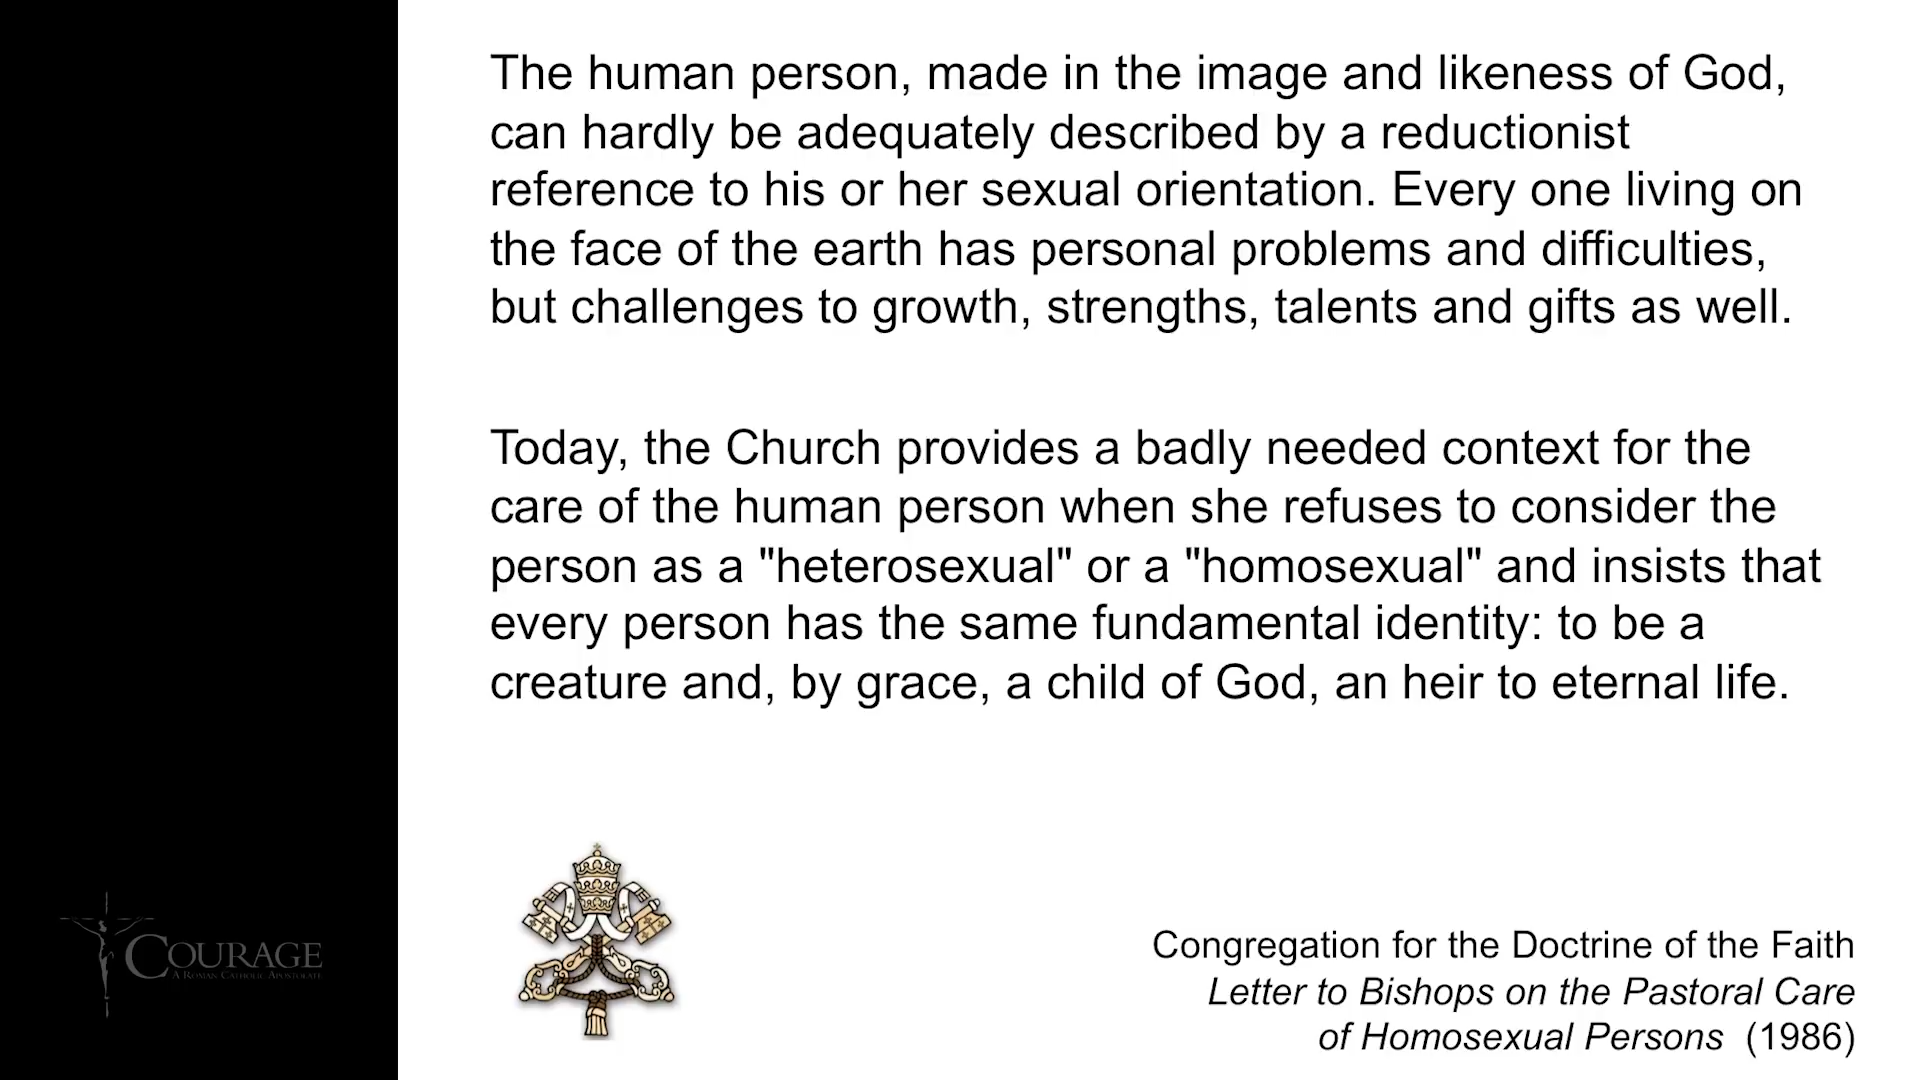 The human person, made in the image and likeness of God,
can hardly be adequately described by a reductionist
reference to his or her sexual orientation. Every one living on
the face of the earth has personal problems and difficulties,
but challenges to growth, strengths, talents and gifts as well.
Today, the Church provides a badly needed context for the
care of the human person when she refuses to consider the
person as a "heterosexual" or a "homosexual" and insists that
every person has the same fundamental identity: to be a
creature and, by grace, a child of God, an heir to eternal life.
COURAGE
A ROMAN CATHOLIC APOSTOLATE
Congregation for the Doctrine of the Faith
Letter to Bishops on the Pastoral Care
of Homosexual Persons (1986)